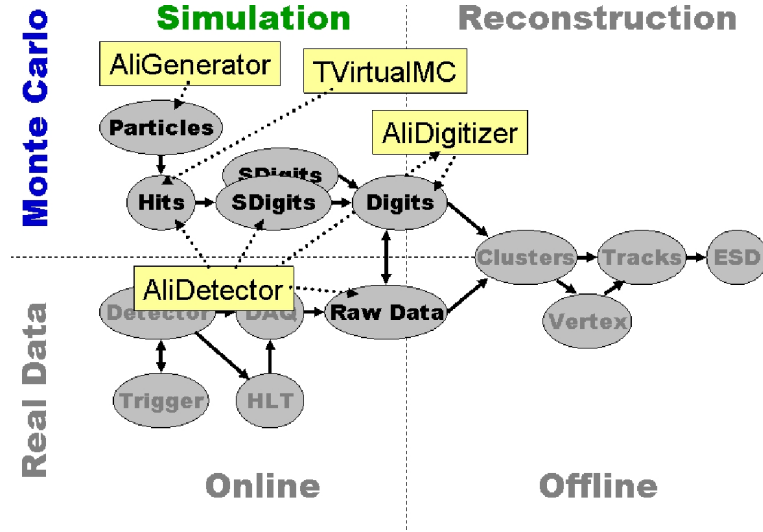 Simulation
Reconstruction
Monte Carlo
AliGenerator
TVirtualMC
Particles
AliDigitizer
SDigits
Hits
SDigits
Digits
Clusters
Tracks
ESD
AliDetector
Detector
DAQ
Raw Data
Vertex
Real Data
Trigger
HLT
Online
Offline